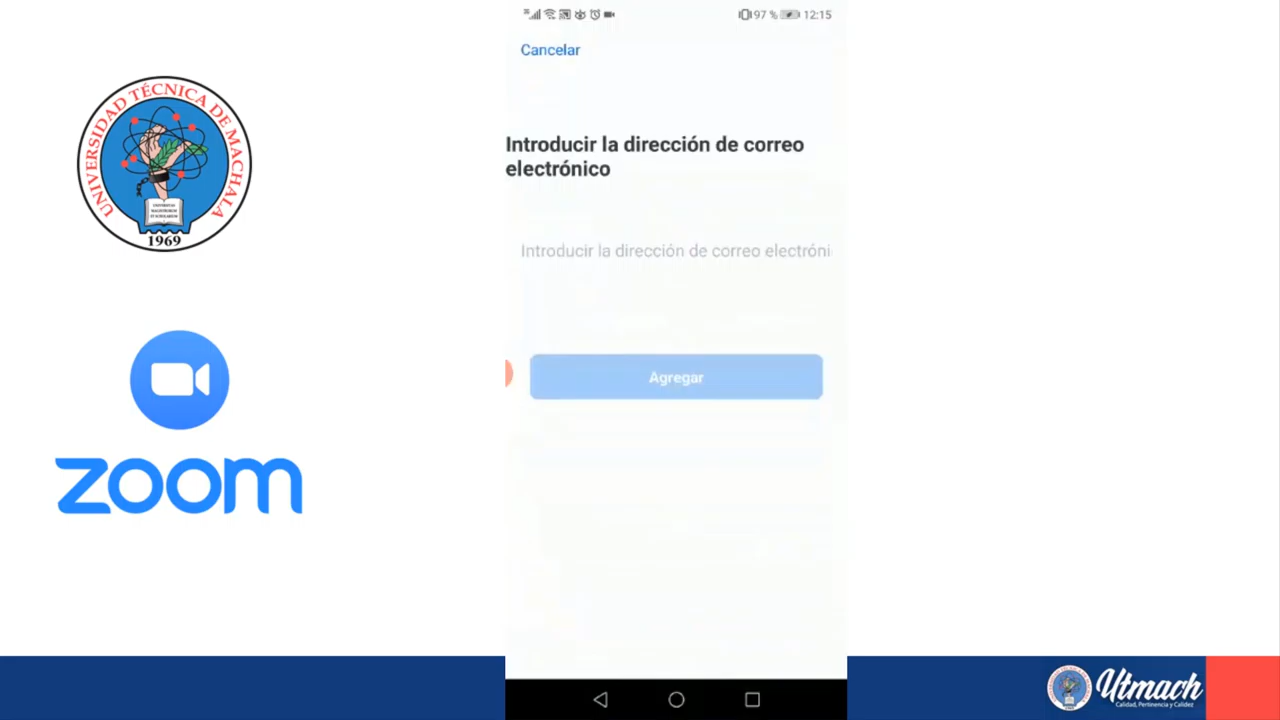 97 % 12:15
Cancelar
UNIVERSIDAD TÉCNICA DE MACHALA
1969
Introducir la dirección de correo
electrónico
Introducir la dirección de correo electróni
Agregar
zoom
Utmach
Calidad, Pertinencia y Calidez